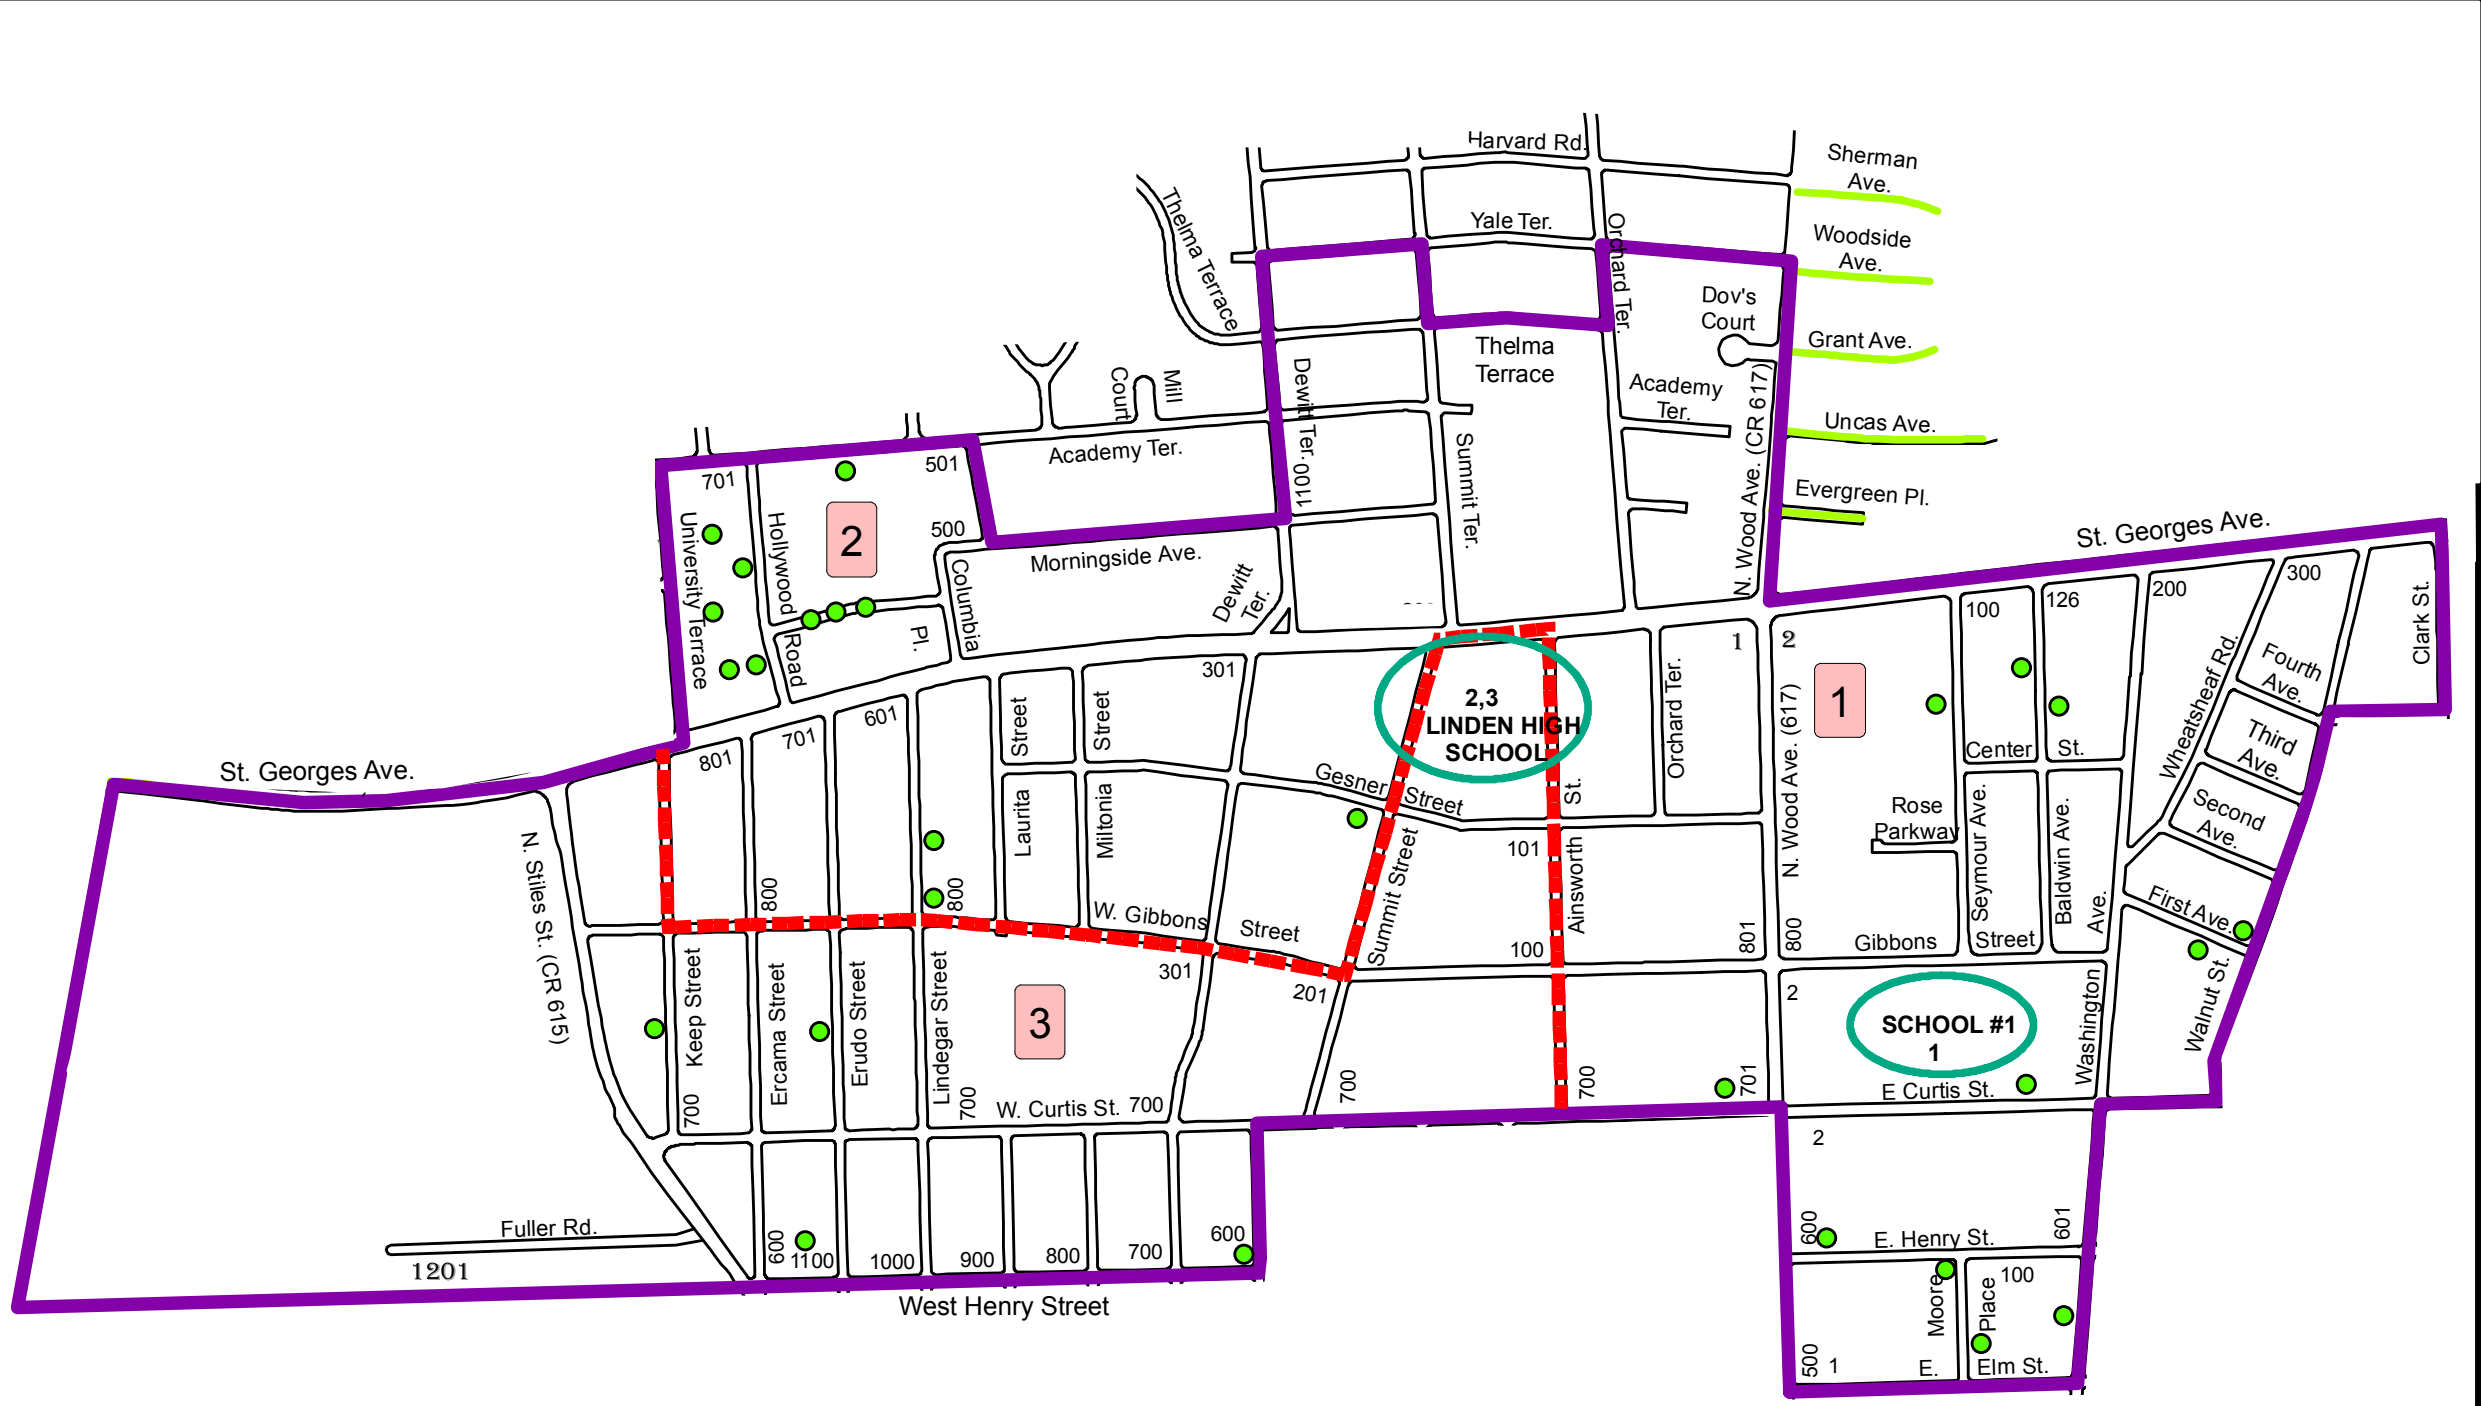 Harvard Rd.
Sherman
Ave.
Thelma Terrace
Yale Ter.
Orchard Ter.
Woodside
Ave.
Dov's
Court
Grant Ave.
Thelma
Terrace
Mill
Court
Dewitt Ter.
1100
Academy
Ter.
N. Wood Ave. (CR 617)
Uncas Ave.
Academy Ter.
Summit Ter.
501
701
Evergreen Pl.
University Terrace
Hollywood
Road
2
500
Morningside Ave.
Columbia
Pl.
Dewitt
Ter.
St. Georges Ave.
300
200
126
100
Clark St.
Wheatsheaf Rd.
Fourth
Ave.
Third
Ave.
Second
Ave.
First Ave.
Walnut St.
1
2
1
301
601
701
801
Street
Street
2,3
LINDEN HIGH
SCHOOL
Orchard Ter.
N. Wood Ave. (617)
Center
St.
St. Georges Ave.
Gesner
Street
St.
Laurita
Miltonia
Rose
Parkway
Seymour Ave.
Baldwin Ave.
N. Stiles St. (CR 615)
800
800
101
Ainsworth
Summit Street
W. Gibbons
Street
100
801
800
Gibbons
Street
Ave.
Washington
Keep Street
Ercama Street
Erudo Street
Lindegar Street
3
301
201
2
SCHOOL #1
1
700
700
W. Curtis St.
700
700
700
701
E Curtis St.
2
Fuller Rd.
1201
600
1100
1000
900
800
700
600
600
E. Henry St.
601
West Henry Street
Moore
Place
100
500
1
E.
Elm St.